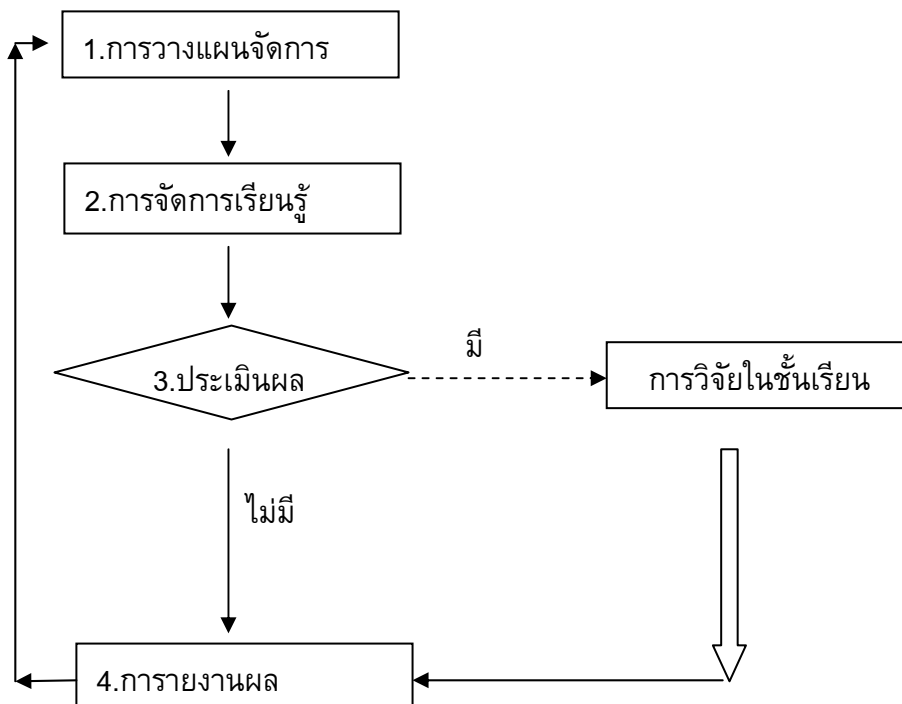 1.การวางแผนจัดการ
2.การจัดการเรียนรู้
3.ประเมินผล
มี
การวิจัยในชั้นเรียน
ไม่มี
4.การายงานผล